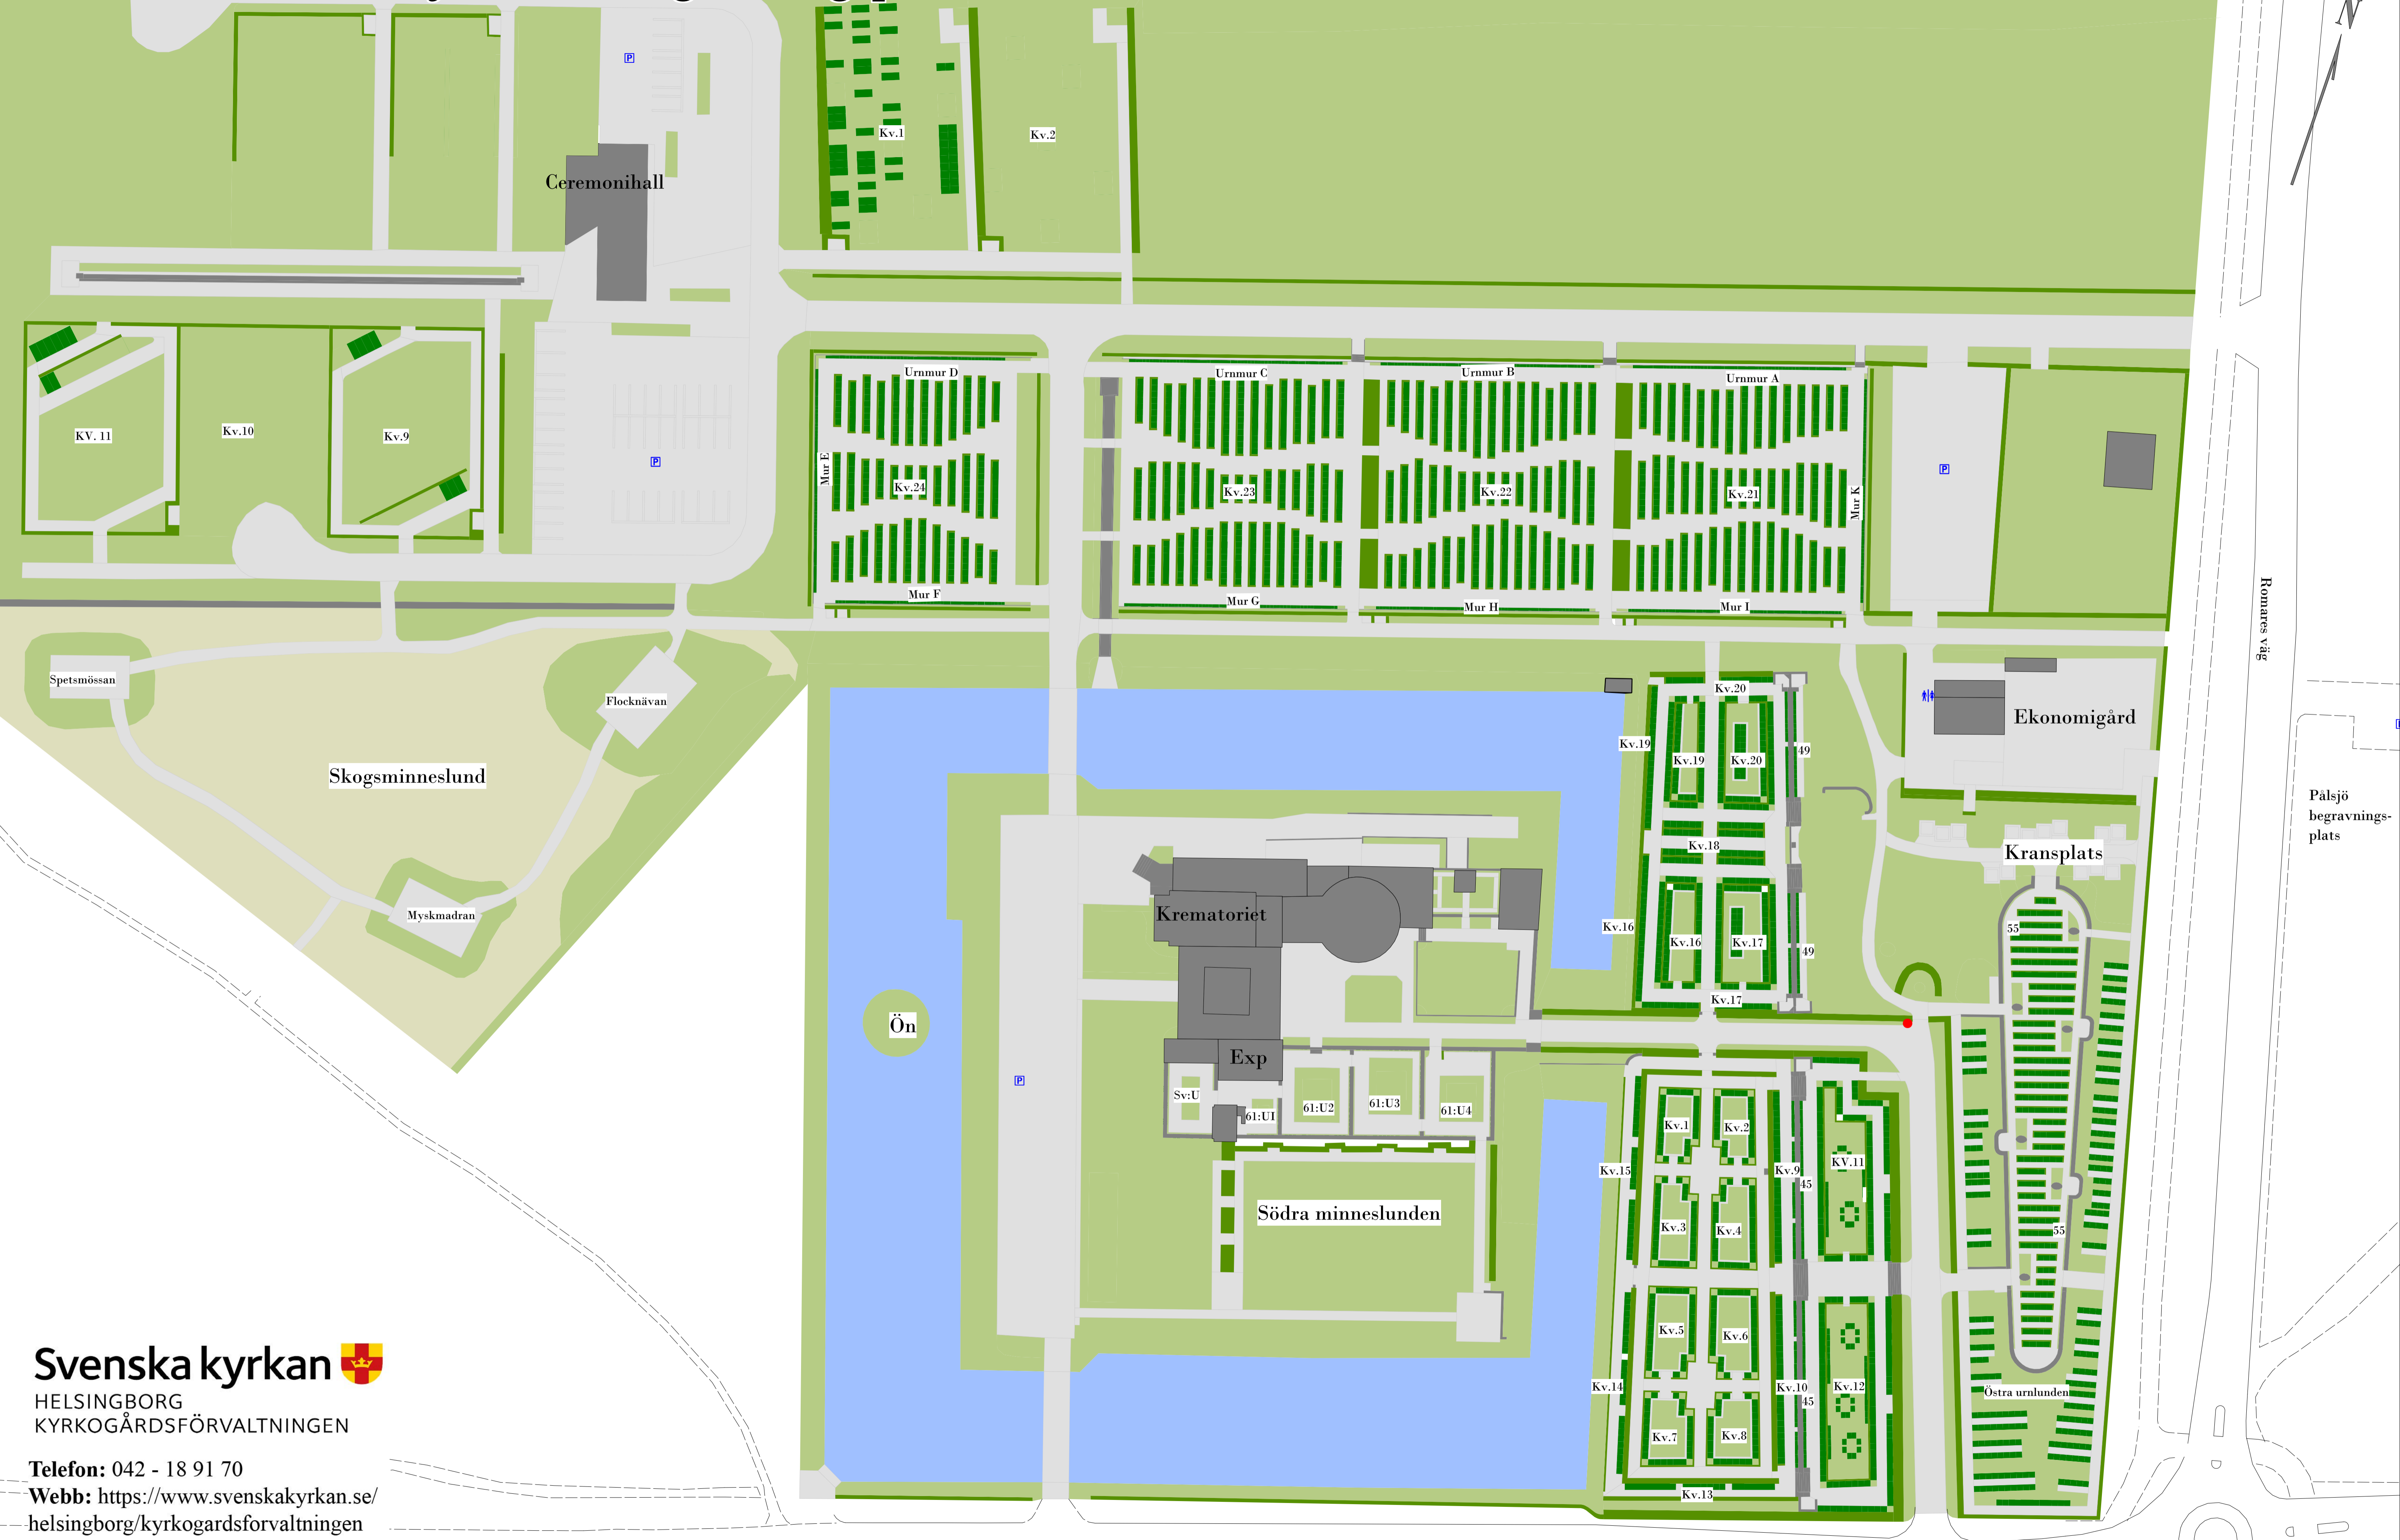 P
Kv.1
Kv.2
Ceremonihall
Urnmur D
Urnmur C
Urnmur B
Urnmur A
KV. 11
Kv.10
Kv.9
P
Mur E
Kv.24
Kv.23
Kv.22
Kv.21
Mur K
P
Mur F
Mur G
Mur H
Mur I
Romares väg
Spetsmössan
Flocknävan
Kv.20
Ekonomigård
Kv.19
Kv.19
Kv.20
49
Skogsminneslund
Pålsjö
begravnings-
plats
Kv.18
Kransplats
Myskmadran
Krematoriet
Kv.16
Kv.16
Kv.17
49
55
Kv.17
Ön
Exp
P
Sv:U
61:U1
61:U2
61:U3
61:U4
Kv.1
Kv.2
Kv.15
Kv.9
KV.11
45
Södra minneslunden
Kv.3
Kv.4
55
Kv.5
Kv.6
Kv.14
Kv.10
Kv.12
45
Östra urnlunden
Kv.7
Kv.8
Kv.13
Svenska kyrkan
HELSINGBORG
KYRKOGÅRDSFÖRVALTNINGEN
Telefon: 042 - 18 91 70
Webb: https://www.svenskakyrkan.se/
helsingborg/kyrkogardsforvaltningen